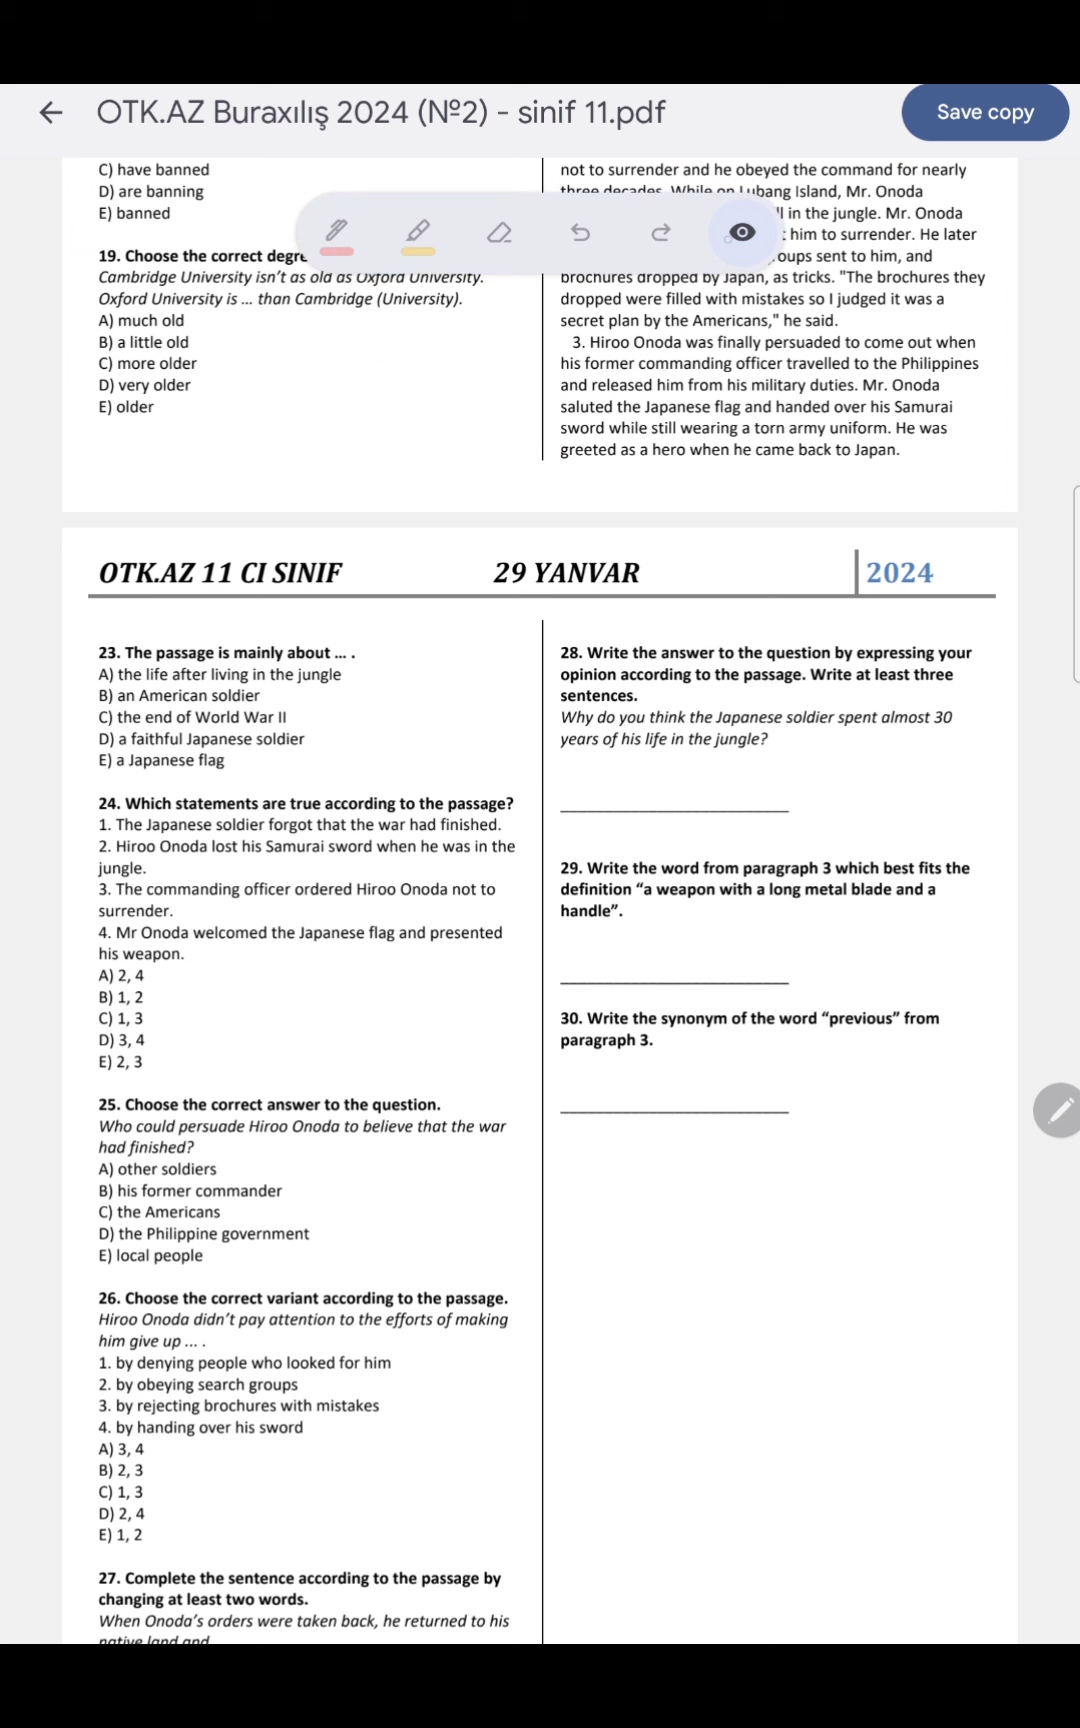 OTK.AZ Buraxılış 2024 (№2) - sinif 11.pdf
Save copy
C) have banned
D) are banning
E) banned
19. Choose the correct degre
Cambridge University isn't as old as Oxford University.
Oxford University is ... than Cambridge (University).
A) much old
B) a little old
C) more older
D) very older
E) older
not to surrender and he obeyed the command for nearly
three decades. While on Lubang Island, Mr. Onoda
in the jungle. Mr. Onoda
him to surrender. He later
oups sent to him, and
brochures dropped by Japan, as tricks. "The brochures they
dropped were filled with mistakes so I judged it was a
secret plan by the Americans," he said.
3. Hiroo Onoda was finally persuaded to come out when
his former commanding officer travelled to the Philippines
and released him from his military duties. Mr. Onoda
saluted the Japanese flag and handed over his Samurai
sword while still wearing a torn army uniform. He was
greeted as a hero when he came back to Japan.
OTK.AZ 11 CI SINIF 29 YANVAR 2024
23. The passage is mainly about ... .
A) the life after living in the jungle
B) an American soldier
C) the end of World War II
D) a faithful Japanese soldier
E) a Japanese flag
24. Which statements are true according to the passage?
1. The Japanese soldier forgot that the war had finished.
2. Hiroo Onoda lost his Samurai sword when he was in the
jungle.
3. The commanding officer ordered Hiroo Onoda not to
surrender.
4. Mr Onoda welcomed the Japanese flag and presented
his weapon.
A) 2, 4
B) 1, 2
C) 1, 3
D) 3, 4
E) 2, 3
25. Choose the correct answer to the question.
Who could persuade Hiroo Onoda to believe that the war
had finished?
A) other soldiers
B) his former commander
C) the Americans
D) the Philippine government
E) local people
26. Choose the correct variant according to the passage.
Hiroo Onoda didn't pay attention to the efforts of making
him give up ... .
1. by denying people who looked for him
2. by obeying search groups
3. by rejecting brochures with mistakes
4. by handing over his sword
A) 3, 4
B) 2, 3
C) 1, 3
D) 2, 4
E) 1, 2
27. Complete the sentence according to the passage by
changing at least two words.
When Onoda's orders were taken back, he returned to his
native land and
28. Write the answer to the question by expressing your
opinion according to the passage. Write at least three
sentences.
Why do you think the Japanese soldier spent almost 30
years of his life in the jungle?
29. Write the word from paragraph 3 which best fits the
definition “a weapon with a long metal blade and a
handle”.
30. Write the synonym of the word “previous” from
paragraph 3.